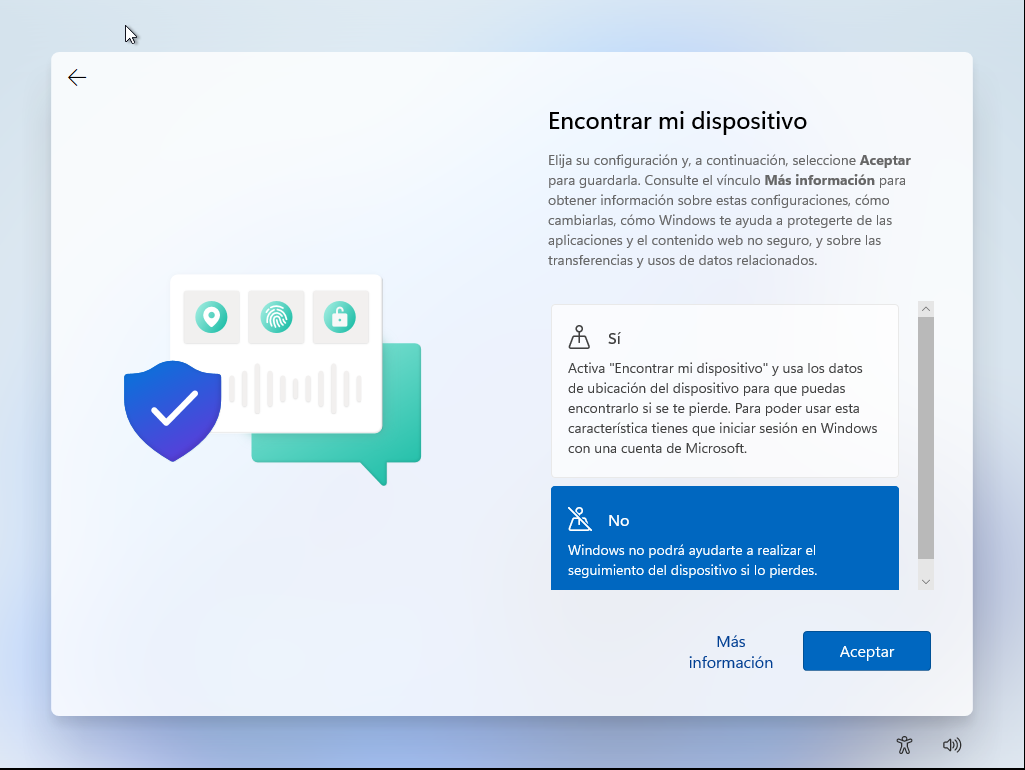 Encontrar mi dispositivo
Elija su configuración y, a continuación, seleccione Aceptar
para guardarla. Consulte el vínculo Más información para
obtener información sobre estas configuraciones, cómo
cambiarlas, cómo Windows te ayuda a protegerte de las
aplicaciones y el contenido web no seguro, y sobre las
transferencias y usos de datos relacionados.
Sí
Activa "Encontrar mi dispositivo" y usa los datos
de ubicación del dispositivo para que puedas
encontrarlo si se te pierde. Para poder usar esta
característica tienes que iniciar sesión en Windows
con una cuenta de Microsoft.
No
Windows no podrá ayudarte a realizar el
seguimiento del dispositivo si lo pierdes.
Más
información
Aceptar